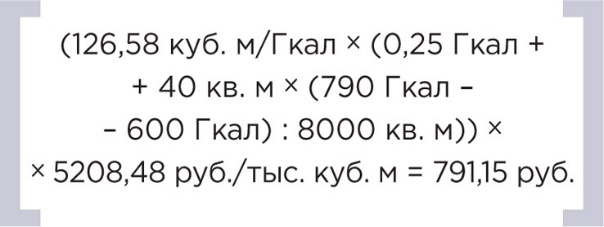 (126,58 куб. м/Гкал × (0,25 Гкал +
+ 40 кв. м × (790 Гкал –
– 600 Гкал) : 8000 кв. м)) ×
× 5208,48 руб./тыс. куб. м = 791,15 руб.